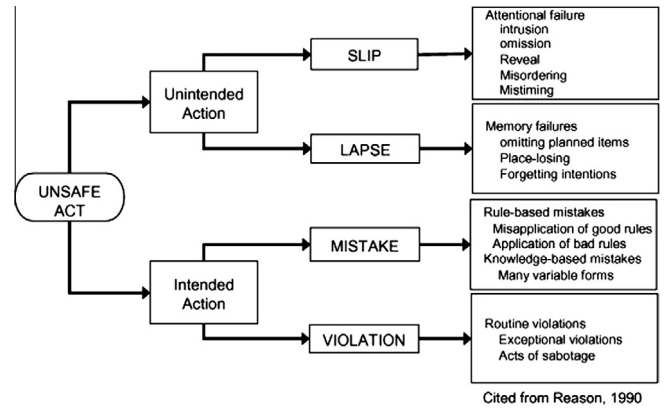 UNSAFE
ACT
Unintended
Action
SLIP
Attentional failure
intrusion
omission
Reveal
Misordering
Mistiming
LAPSE
Memory failures
omitting planned items
Place-losing
Forgetting intentions
Intended
Action
MISTAKE
Rule-based mistakes
Misapplication of good rules
Application of bad rules
Knowledge-based mistakes
Many variable forms
VIOLATION
Routine violations
Exceptional violations
Acts of sabotage
Cited from Reason, 1990